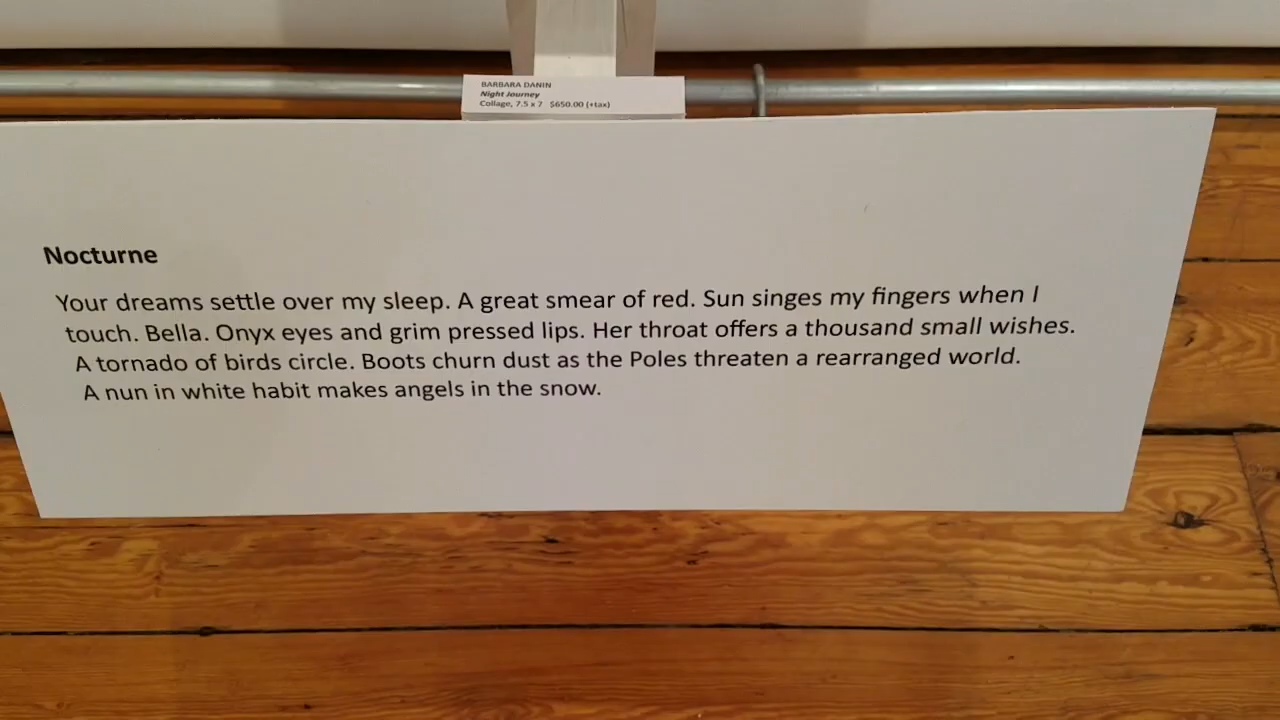 BARBARA DANIN
Night Journey
Collage, 7.5 x 7 $650.00 (+tax)
Nocturne
Your dreams settle over my sleep. A great smear of red. Sun singes my fingers when I
touch. Bella. Onyx eyes and grim pressed lips. Her throat offers a thousand small wishes.
A tornado of birds circle. Boots churn dust as the Poles threaten a rearranged world.
A nun in white habit makes angels in the snow.